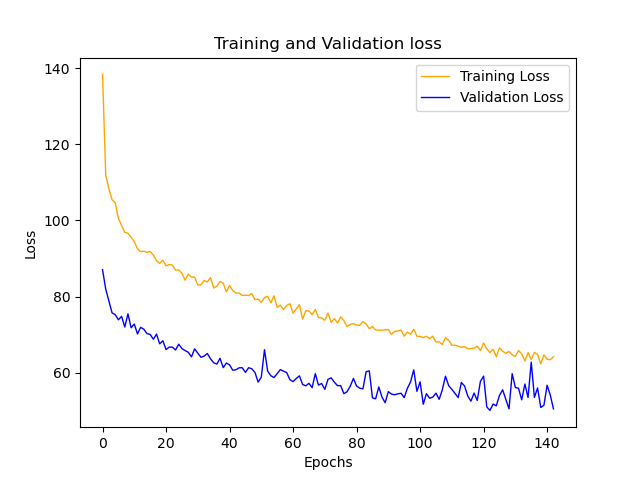 Training and Validation loss
Training Loss
Validation Loss
140
120
100
80
60
Loss
0
20
40
60
80
100
120
140
Epochs